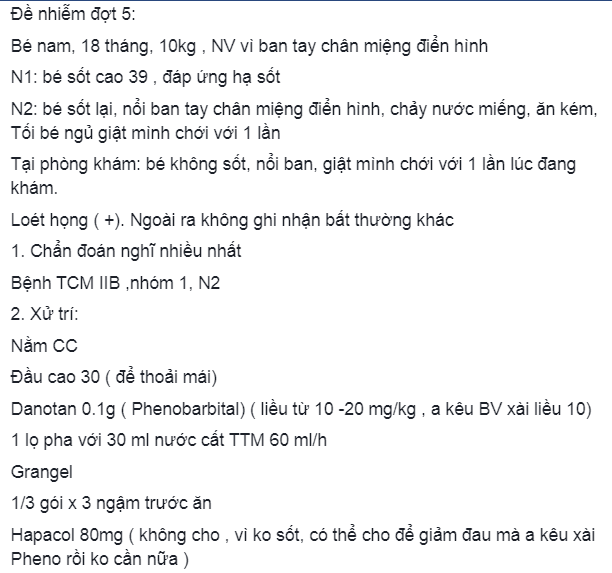 Đề nhiễm đợt 5:
Bé nam, 18 tháng, 10kg , NV vì ban tay chân miệng điển hình
N1: bé sốt cao 39 , đáp ứng hạ sốt
N2: bé sốt lại, nổi ban tay chân miệng điển hình, chảy nước miếng, ăn kém,
Tối bé ngủ giật mình chới với 1 lần
Tại phòng khám: bé không sốt, nổi ban, giật mình chới với 1 lần lúc đang
khám.
Loét họng ( +). Ngoài ra không ghi nhận bất thường khác
1. Chẩn đoán nghĩ nhiều nhất
Bệnh TCM IIB ,nhóm 1, N2
2. Xử trí:
Nằm CC
Đầu cao 30 ( để thoải mái)
Danotan 0.1g ( Phenobarbital) ( liều từ 10 -20 mg/kg , a kêu BV xài liều 10)
1 lọ pha với 30 ml nước cất TTM 60 ml/h
Grangel
1/3 gói x 3 ngậm trước ăn
Hapacol 80mg ( không cho , vì ko sốt, có thể cho để giảm đau mà a kêu xài
Pheno rồi ko cần nữa )